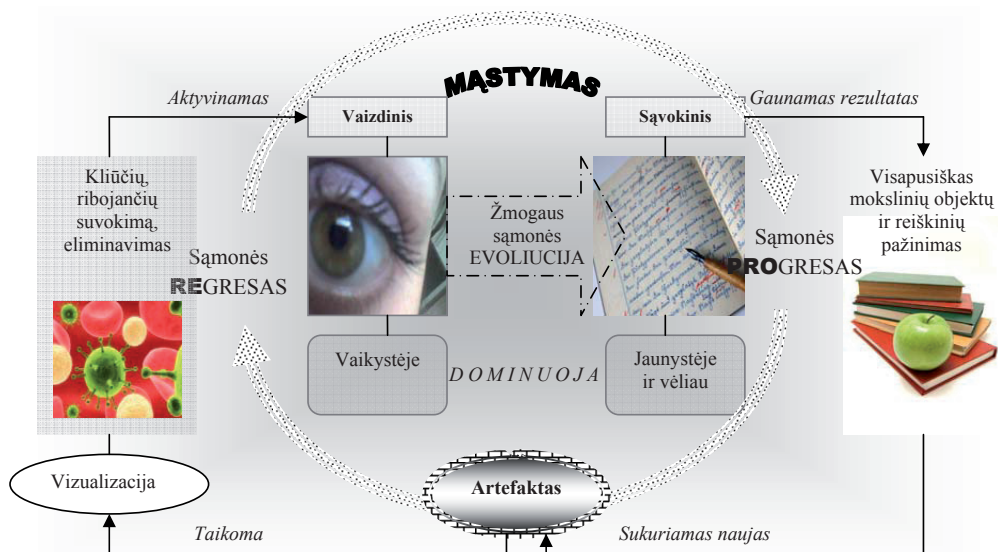 MĄSTYMAS
Aktyvinamas
Vaizdinis
Sąvokinis
Gaunamas rezultatas
Kliūčių,
ribojančių
suvokimą,
eliminavimas
Žmogaus
sąmonės
EVOLIUCIJA
Visapusiškas
mokslinių objektų
ir reiškinių
pažinimas
Sąmonės
REGRESAS
Sąmonės
PROGRESAS
Vaikystėje
DOMINUOJA
Jaunystėje
ir vėliau
Vizualizacija
Artefaktas
Taikoma
Sukuriamas naujas